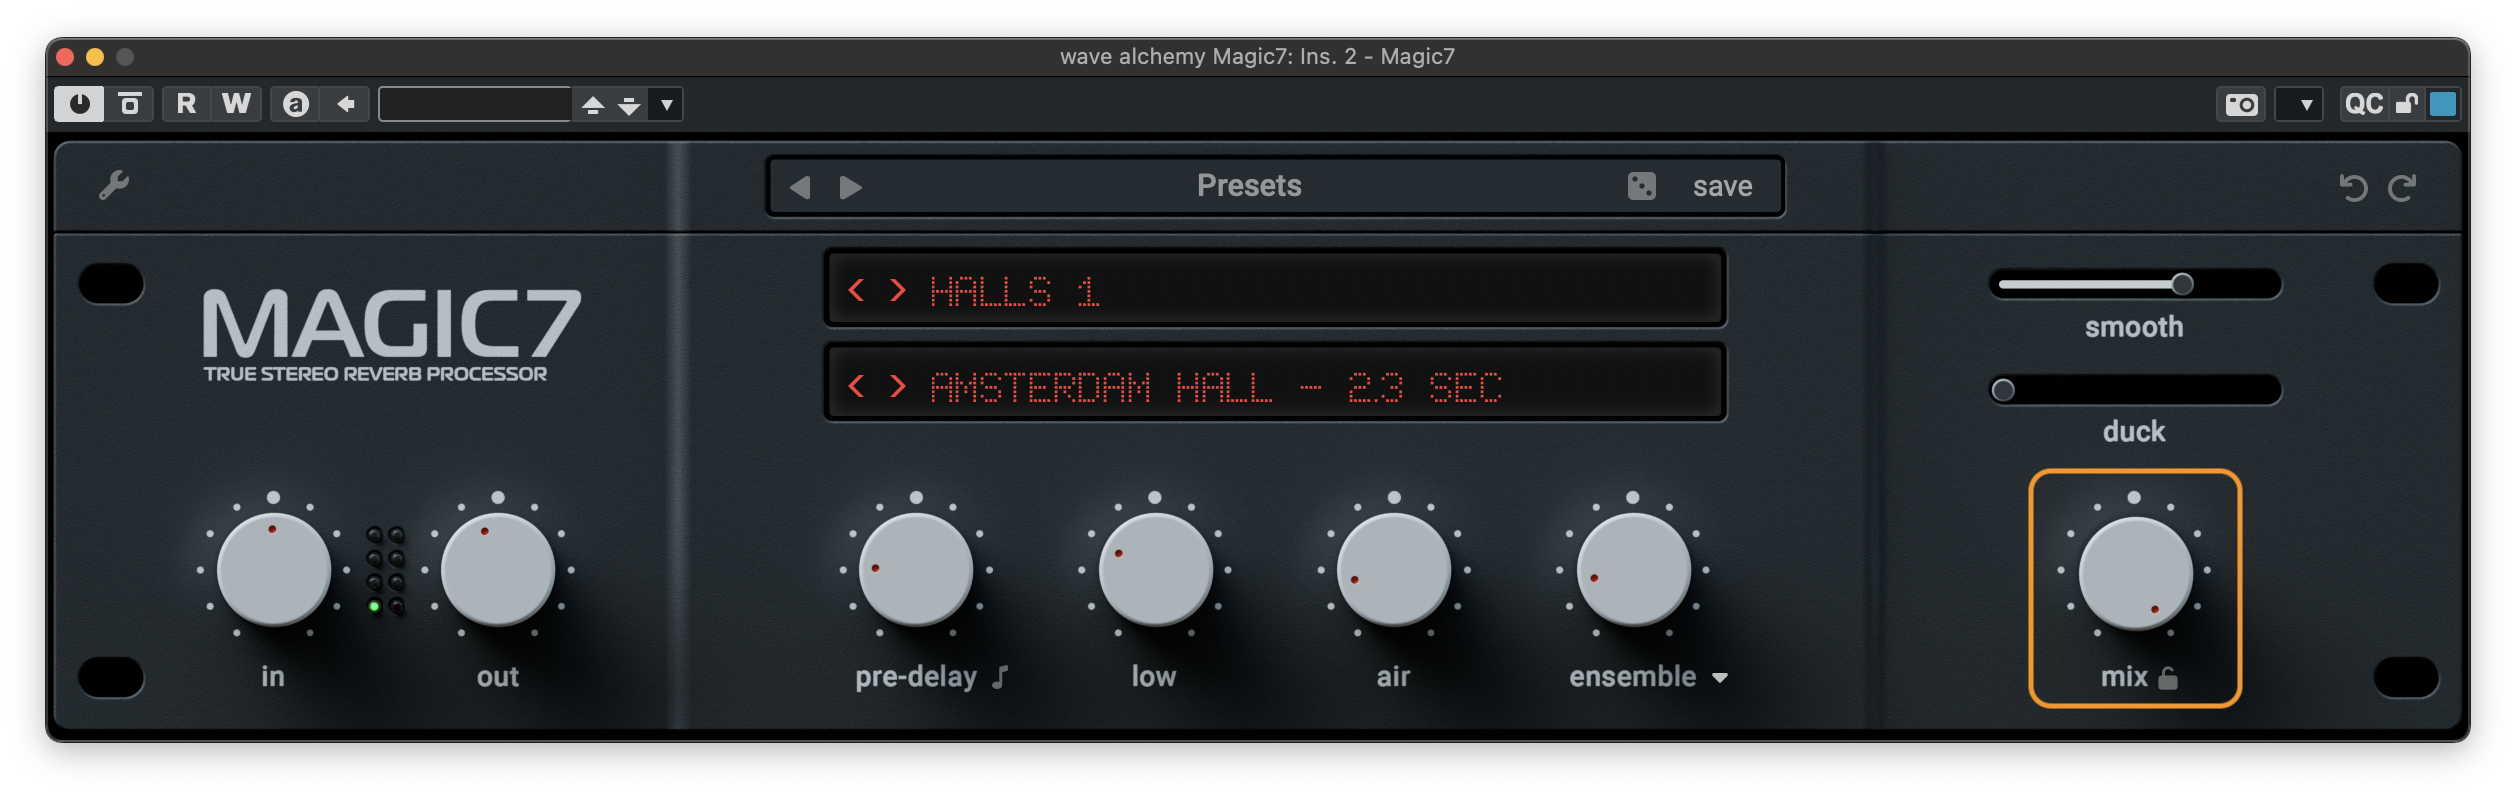 wave alchemy Magic7: Ins. 2 - Magic7
R W a QC
Presets save
HALLS 1
MAGIC7
TRUE STEREO REVERB PROCESSOR
AMSTERDAM HALL - 2.3 SEC
smooth
duck
in out pre-delay low air ensemble mix